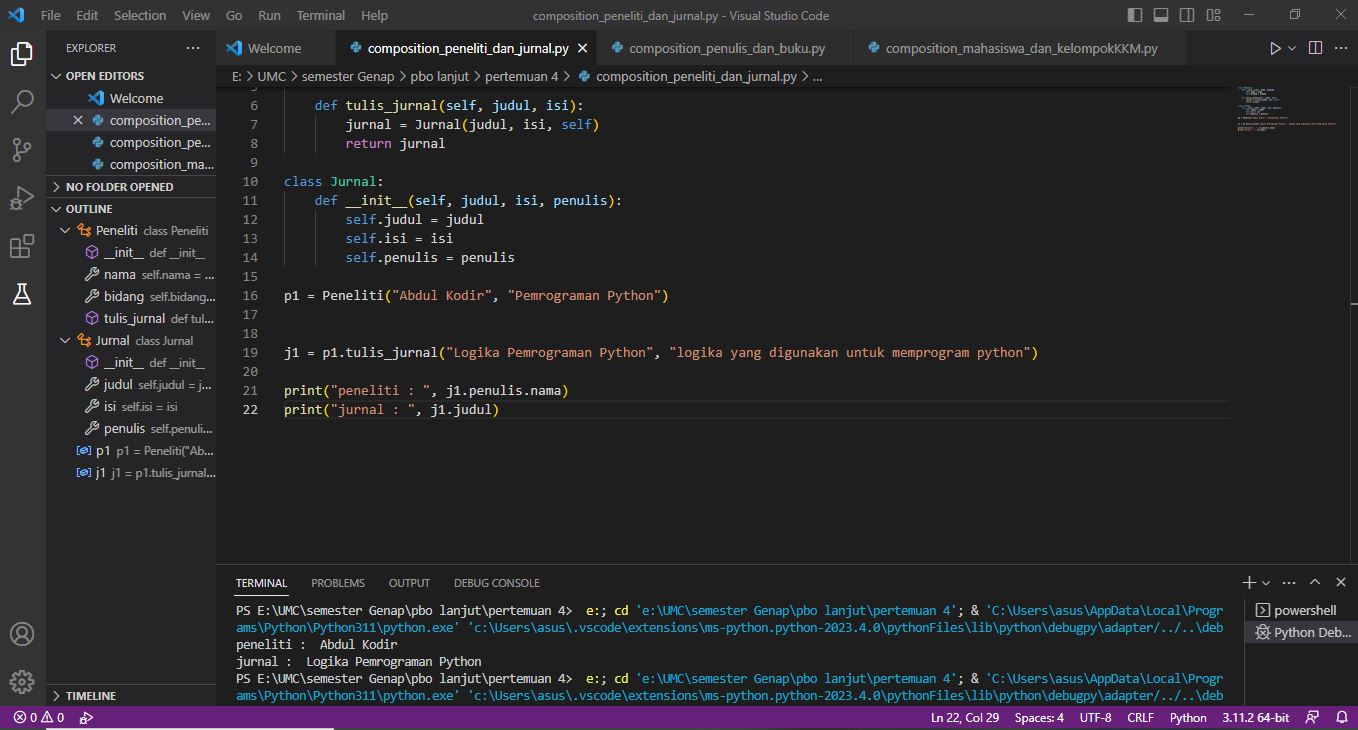 File Edit Selection View Go Run Terminal Help composition_peneliti_dan_jurnal.py - Visual Studio Code
EXPLORER ...
OPEN EDITORS
Welcome
composition_pe...
composition_pe...
composition_ma...
NO FOLDER OPENED
OUTLINE
Peneliti class Peneliti
__init__ def __init__
nama self.nama = ...
bidang self.bidang...
tulis_jurnal def tul...
Jurnal class Jurnal
__init__ def __init__
judul self.judul = j...
isi self.isi = isi
penulis self.penuli...
p1 p1 = Peneliti("Ab...
j1 j1 = p1.tulis_jurnal...
TIMELINE
Welcome composition_peneliti_dan_jurnal.py composition_penulis_dan_buku.py composition_mahasiswa_dan_kelompokKKM.py
E: > UMC > semester Genap > pbo lanjut > pertemuan 4 > composition_peneliti_dan_jurnal.py > ...
6 def tulis_jurnal(self, judul, isi):
7 jurnal = Jurnal(judul, isi, self)
8 return jurnal
9
10 class Jurnal:
11 def __init__(self, judul, isi, penulis):
12 self.judul = judul
13 self.isi = isi
14 self.penulis = penulis
15
16 p1 = Peneliti("Abdul Kodir", "Pemrograman Python")
17
18
19 j1 = p1.tulis_jurnal("Logika Pemrograman Python", "logika yang digunakan untuk memprogram python")
20
21 print("peneliti : ", j1.penulis.nama)
22 print("jurnal : ", j1.judul)
TERMINAL PROBLEMS OUTPUT DEBUG CONSOLE
PS E:\UMC\semester Genap\pbo lanjut\pertemuan 4> e:; cd 'e:\UMC\semester Genap\pbo lanjut\pertemuan 4'; & 'C:\Users\asus\AppData\Local\Progr
ams\Python\Python311\python.exe' 'c:\Users\asus\.vscode\extensions\ms-python.python-2023.4.0\pythonFiles\lib\python\debugpy\adapter/../..\deb
peneliti :  Abdul Kodir
jurnal :  Logika Pemrograman Python
PS E:\UMC\semester Genap\pbo lanjut\pertemuan 4> e:; cd 'e:\UMC\semester Genap\pbo lanjut\pertemuan 4'; & 'C:\Users\asus\AppData\Local\Progr
ams\Python\Python311\python.exe' 'c:\Users\asus\.vscode\extensions\ms-python.python-2023.4.0\pythonFiles\lib\python\debugpy\adapter/../..\deb
powershell
Python Deb...
0 0 Ln 22, Col 29 Spaces: 4 UTF-8 CRLF Python 3.11.2 64-bit